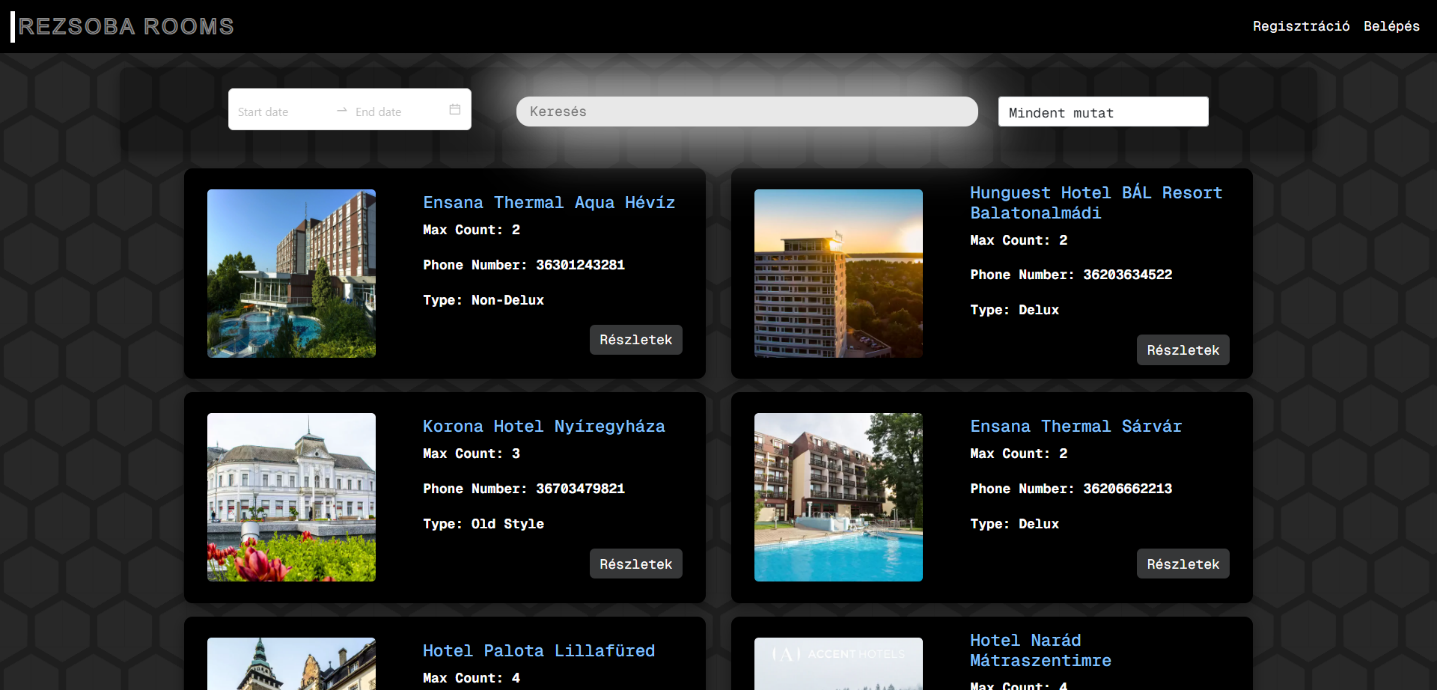 REZSOBA ROOMS
Regisztráció Belépés
Start date → End date
Keresés
Mindent mutat
Ensana Thermal Aqua Hévíz
Max Count: 2
Phone Number: 36301243281
Type: Non-Delux
Részletek
Hunguest Hotel BÁL Resort
Balatonalmádi
Max Count: 2
Phone Number: 36203634522
Type: Delux
Részletek
Korona Hotel Nyíregyháza
Max Count: 3
Phone Number: 36703479821
Type: Old Style
Részletek
Ensana Thermal Sárvár
Max Count: 2
Phone Number: 36206662213
Type: Delux
Részletek
Hotel Palota Lillafüred
Max Count: 4
ACCENT HOTELS
Hotel Narád
Mátraszentimre
Max Count: 4